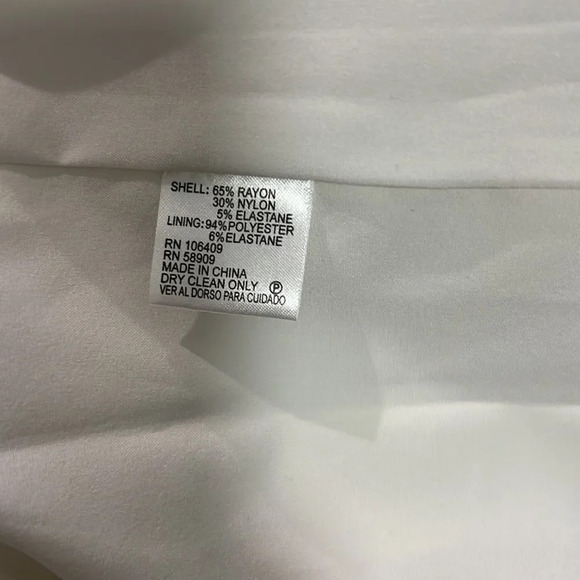 SHELL: 65% RAYON
30% NYLON
5% ELASTANE
LINING:94%POLYESTER
6%ELASTANE
RN 106409
RN 58909
MADE IN CHINA
DRY CLEAN ONLY Ⓟ
VER AL DORSO PARA CUIDADO